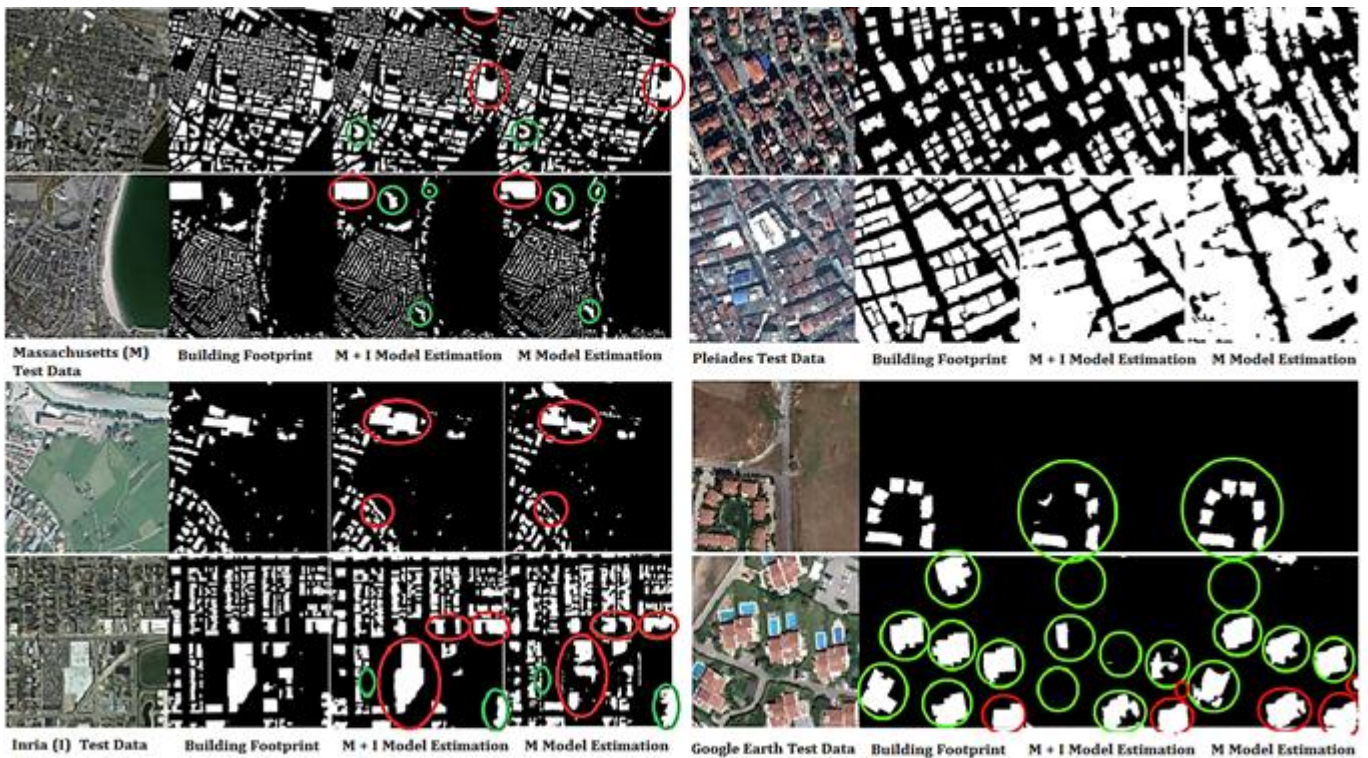 Massachusetts (M)
Test Data
Building Footprint
M + I Model Estimation
M Model Estimation
Pleiades Test Data
Building Footprint
M + I Model Estimation
M Model Estimation
Inria (I) Test Data
Building Footprint
M + I Model Estimation
M Model Estimation
Google Earth Test Data
Building Footprint
M + I Model Estimation
M Model Estimation